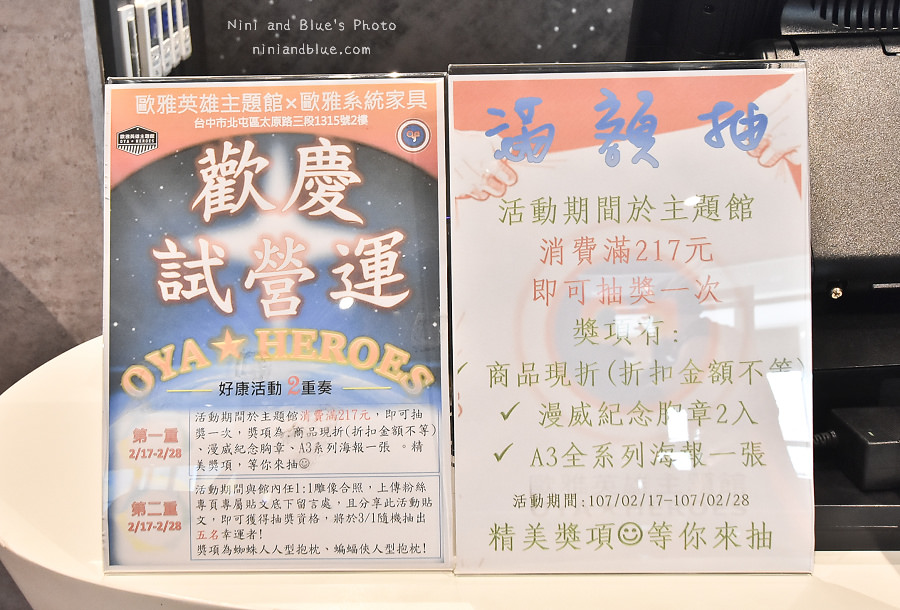 Nini and Blue's Photo
niniandblue.com
歐雅英雄主題館×歐雅系統家具
台中市北屯區太原路三段1315號2樓
歐雅英雄主題館
OYA★HEROES
歡慶
試營運
OYA★HEROES
好康活動2重奏
第一重
2/17-2/28
活動期間於主題館消費滿217元，即可抽
獎一次，獎項為:商品現折(折扣金額不等)
、漫威紀念胸章、A3系列海報一張 。精
美獎項，等你來抽☺
第二重
2/17-2/28
活動期間與館內任1:1雕像合照，上傳粉絲
專頁專屬貼文底下留言處，且分享此活動貼
文，即可獲得抽獎資格，將於3/1隨機抽出
五名幸運者!
獎項為蜘蛛人人型抱枕、蝙蝠俠人型抱枕!
滿額抽
活動期間於主題館
消費滿217元
即可抽獎一次
獎項有:
✓ 商品現折(折扣金額不等)
✓ 漫威紀念胸章2入
✓ A3全系列海報一張
活動期間:107/02/17—107/02/28
精美獎項☺等你來抽